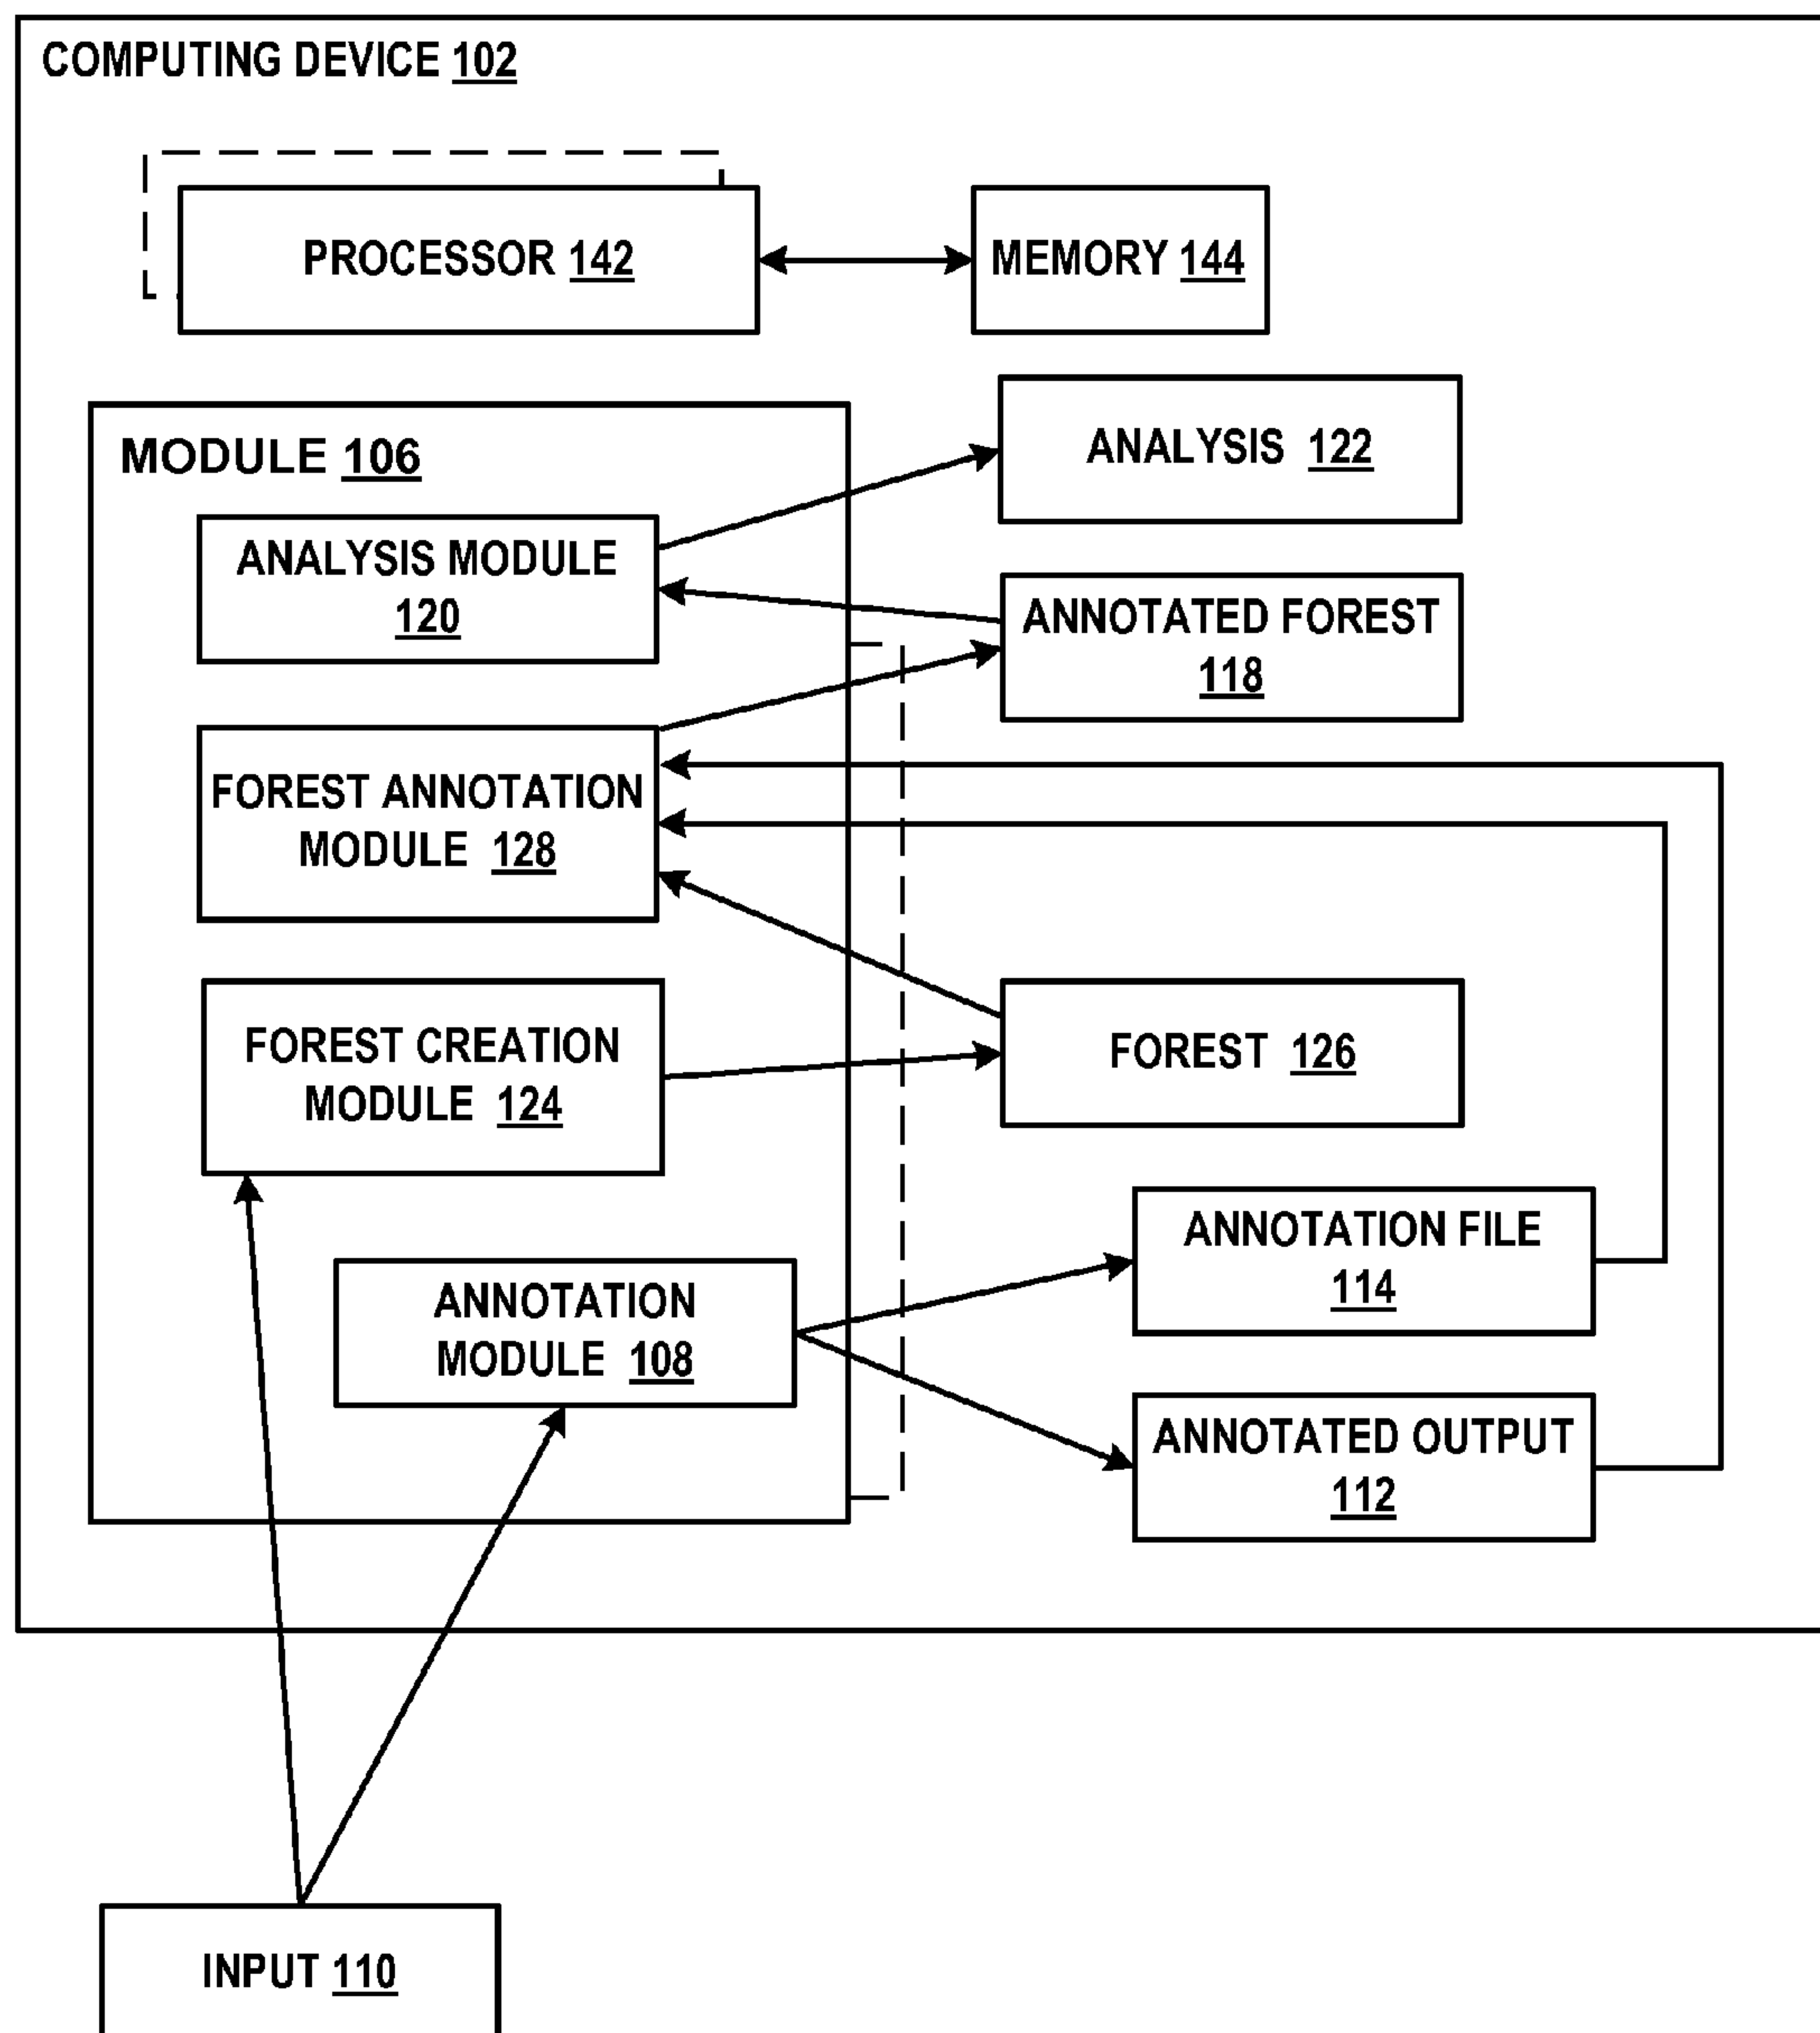 COMPUTING DEVICE 102
PROCESSOR 142
MEMORY 144
MODULE 106
ANALYSIS 122
ANALYSIS MODULE
120
ANNOTATED FOREST
118
FOREST ANNOTATION
MODULE 128
FOREST CREATION
MODULE 124
FOREST 126
ANNOTATION FILE
114
ANNOTATION
MODULE 108
ANNOTATED OUTPUT
112
INPUT 110